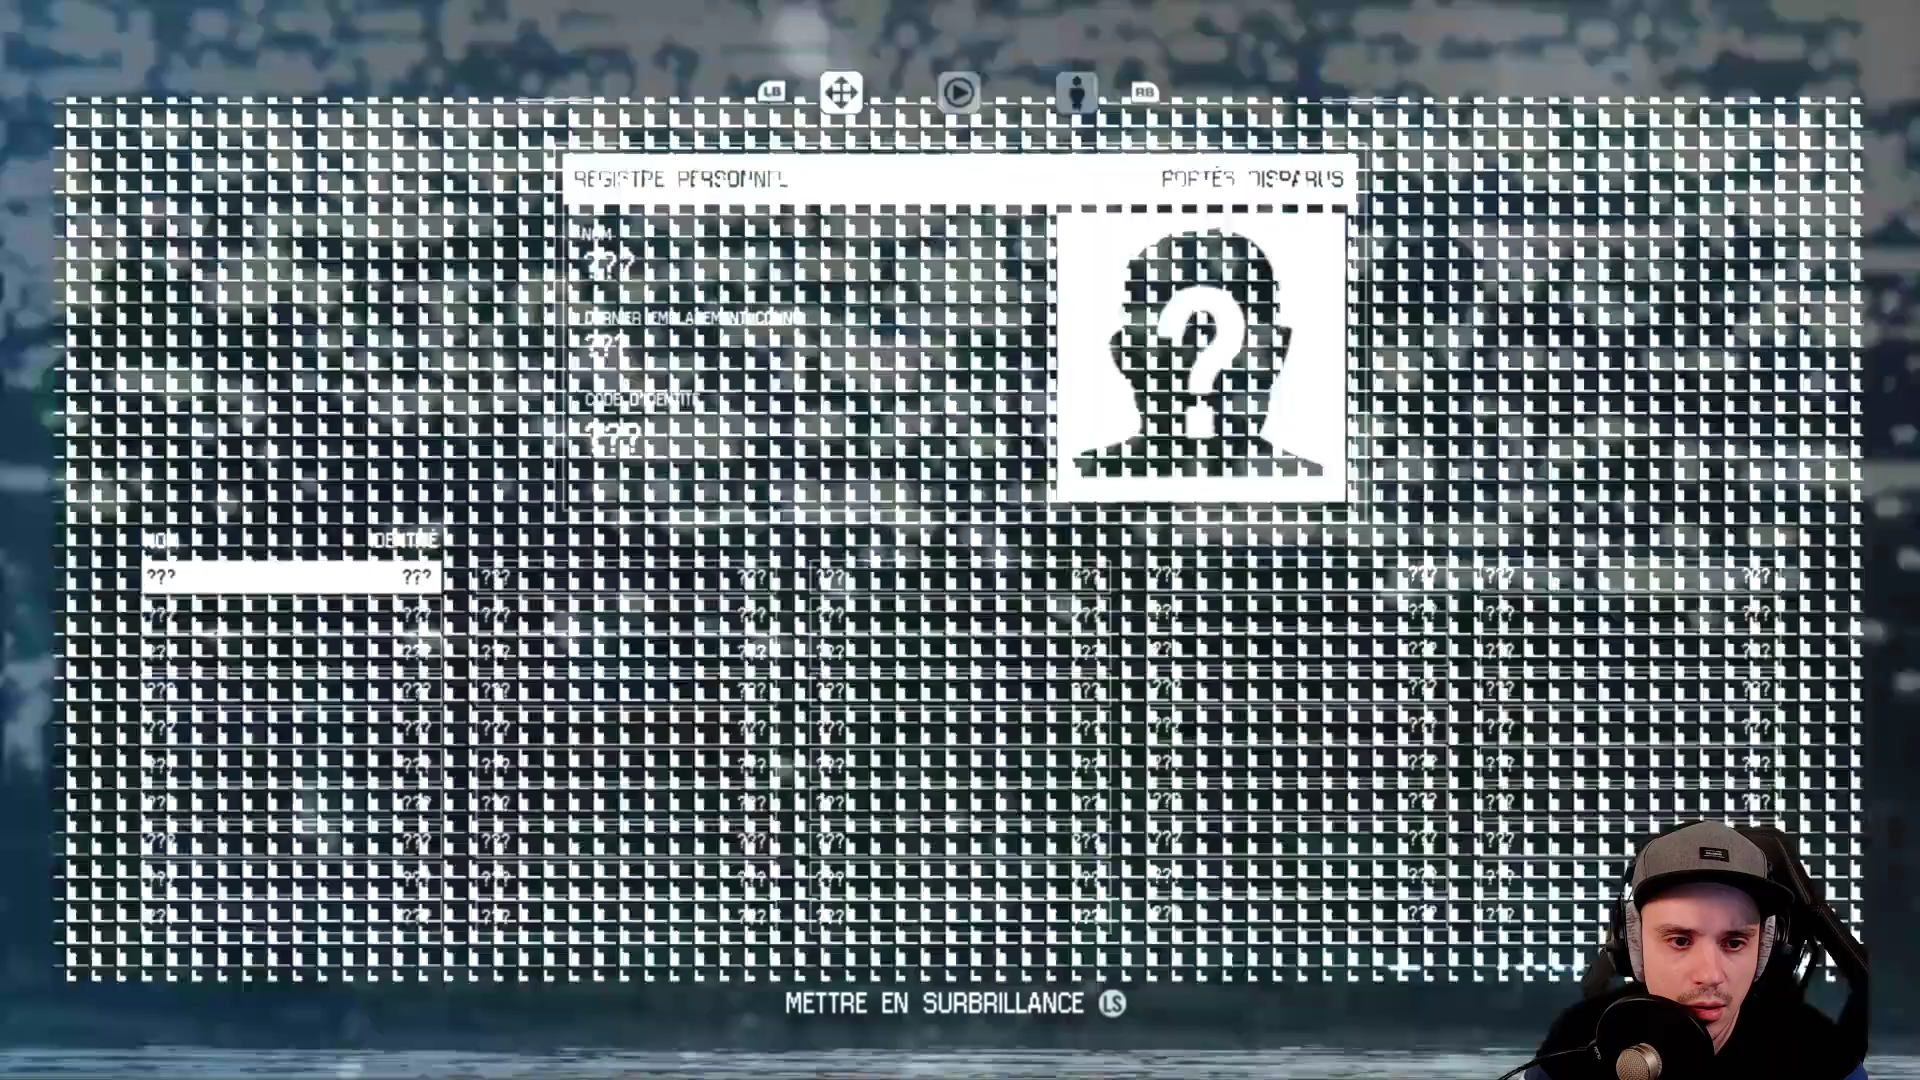 LB RB
REGISTRE PERSONNEL PORTÉS DISPARUS
NOM
???
DERNIER EMPLACEMENT CONNU
???
CODE D'IDENTITÉ
???
NOM IDENTITÉ
??? ??? ??? ??? ??? ??? ??? ??? ??? ???
??? ??? ??? ??? ??? ??? ??? ??? ??? ???
??? ??? ??? ??? ??? ??? ??? ??? ??? ???
??? ??? ??? ??? ??? ??? ??? ??? ??? ???
??? ??? ??? ??? ??? ??? ??? ??? ??? ???
??? ??? ??? ??? ??? ??? ??? ??? ??? ???
??? ??? ??? ??? ??? ??? ??? ??? ??? ???
??? ??? ??? ??? ??? ??? ??? ??? ???
??? ??? ??? ??? ??? ??? ??? ??? ???
??? ??? ??? ??? ??? ??? ??? ??? ???
METTRE EN SURBRILLANCE LS